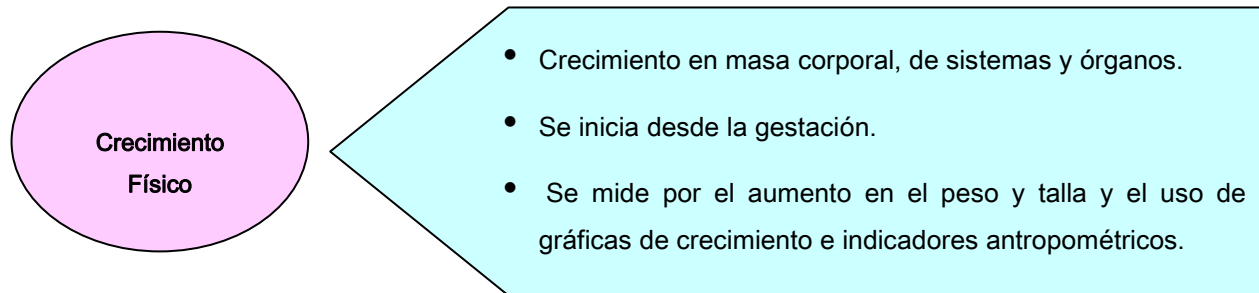 Crecimiento
Físico
• Crecimiento en masa corporal, de sistemas y órganos.
• Se inicia desde la gestación.
• Se mide por el aumento en el peso y talla y el uso de
gráficas de crecimiento e indicadores antropométricos.